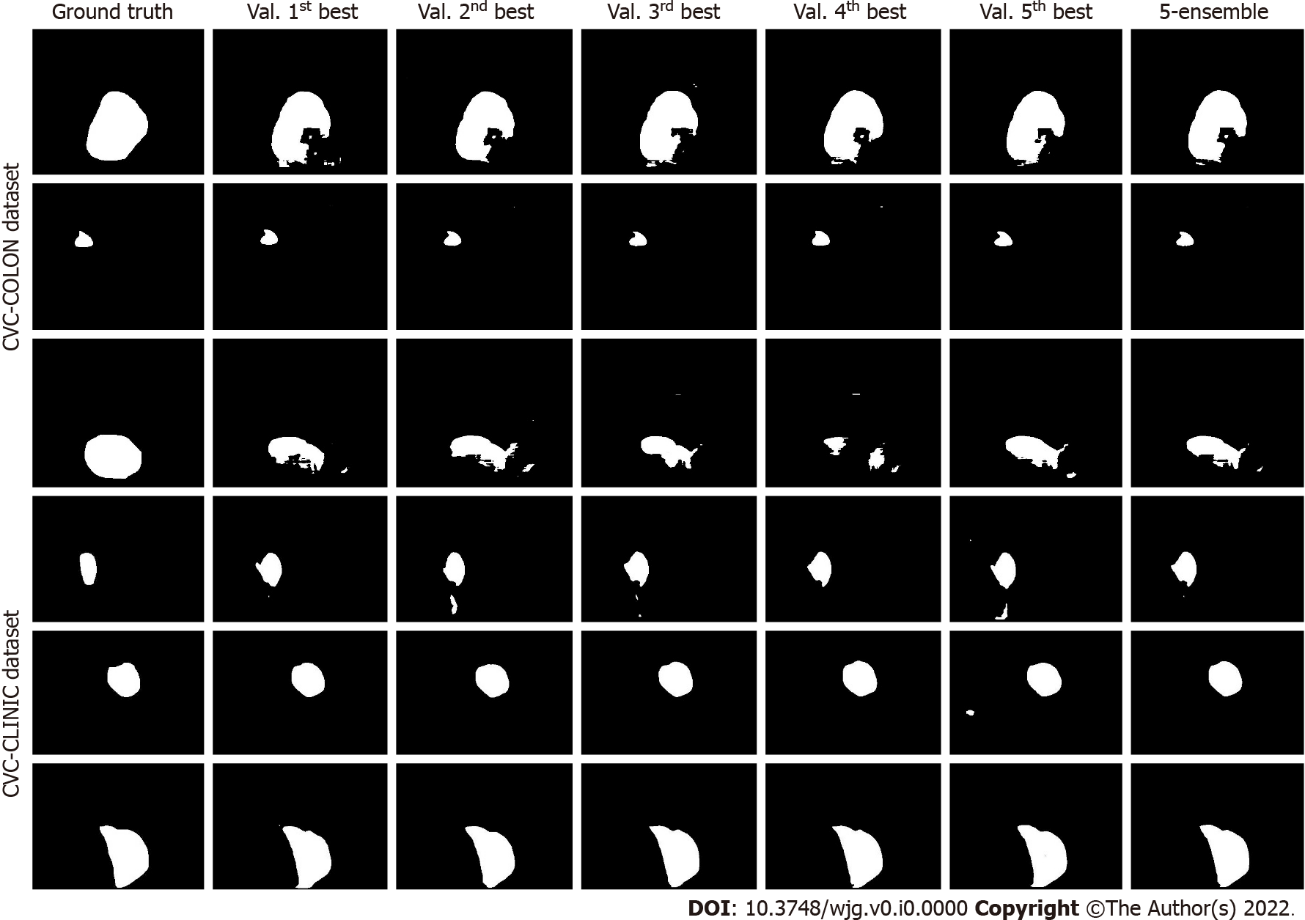 Ground truth Val. 1st best Val. 2nd best Val. 3rd best Val. 4th best Val. 5th best 5-ensemble
CVC-COLON dataset
CVC-CLINIC dataset
DOI: 10.3748/wjg.v0.i0.0000 Copyright ©The Author(s) 2022.